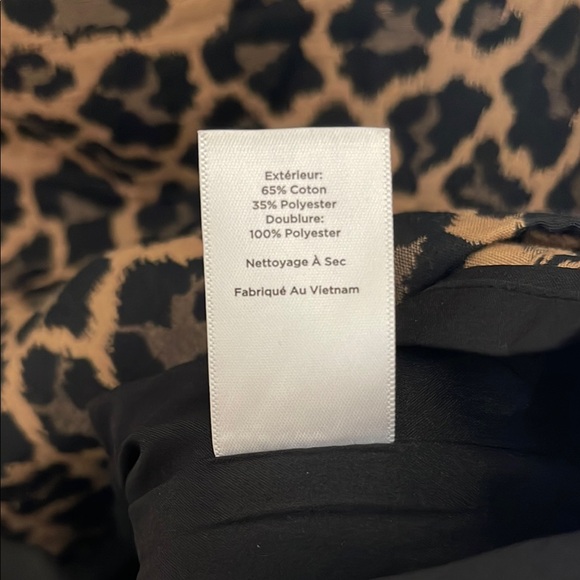 Extérieur:
65% Coton
35% Polyester
Doublure:
100% Polyester
Nettoyage À Sec
Fabriqué Au Vietnam